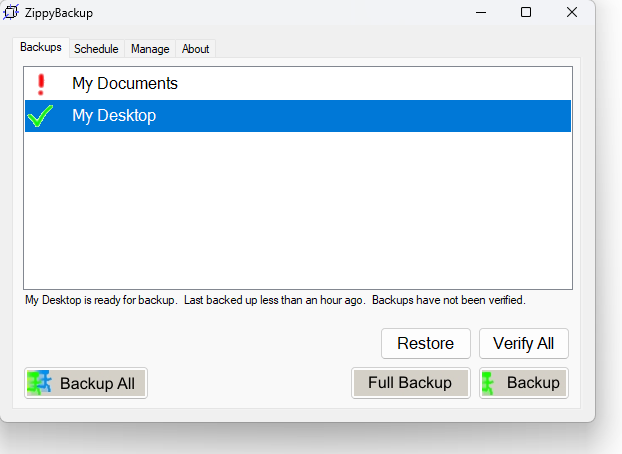 ZippyBackup
Backups Schedule Manage About
My Documents
My Desktop
My Desktop is ready for backup. Last backed up less than an hour ago. Backups have not been verified.
Restore Verify All
Backup All Full Backup Backup